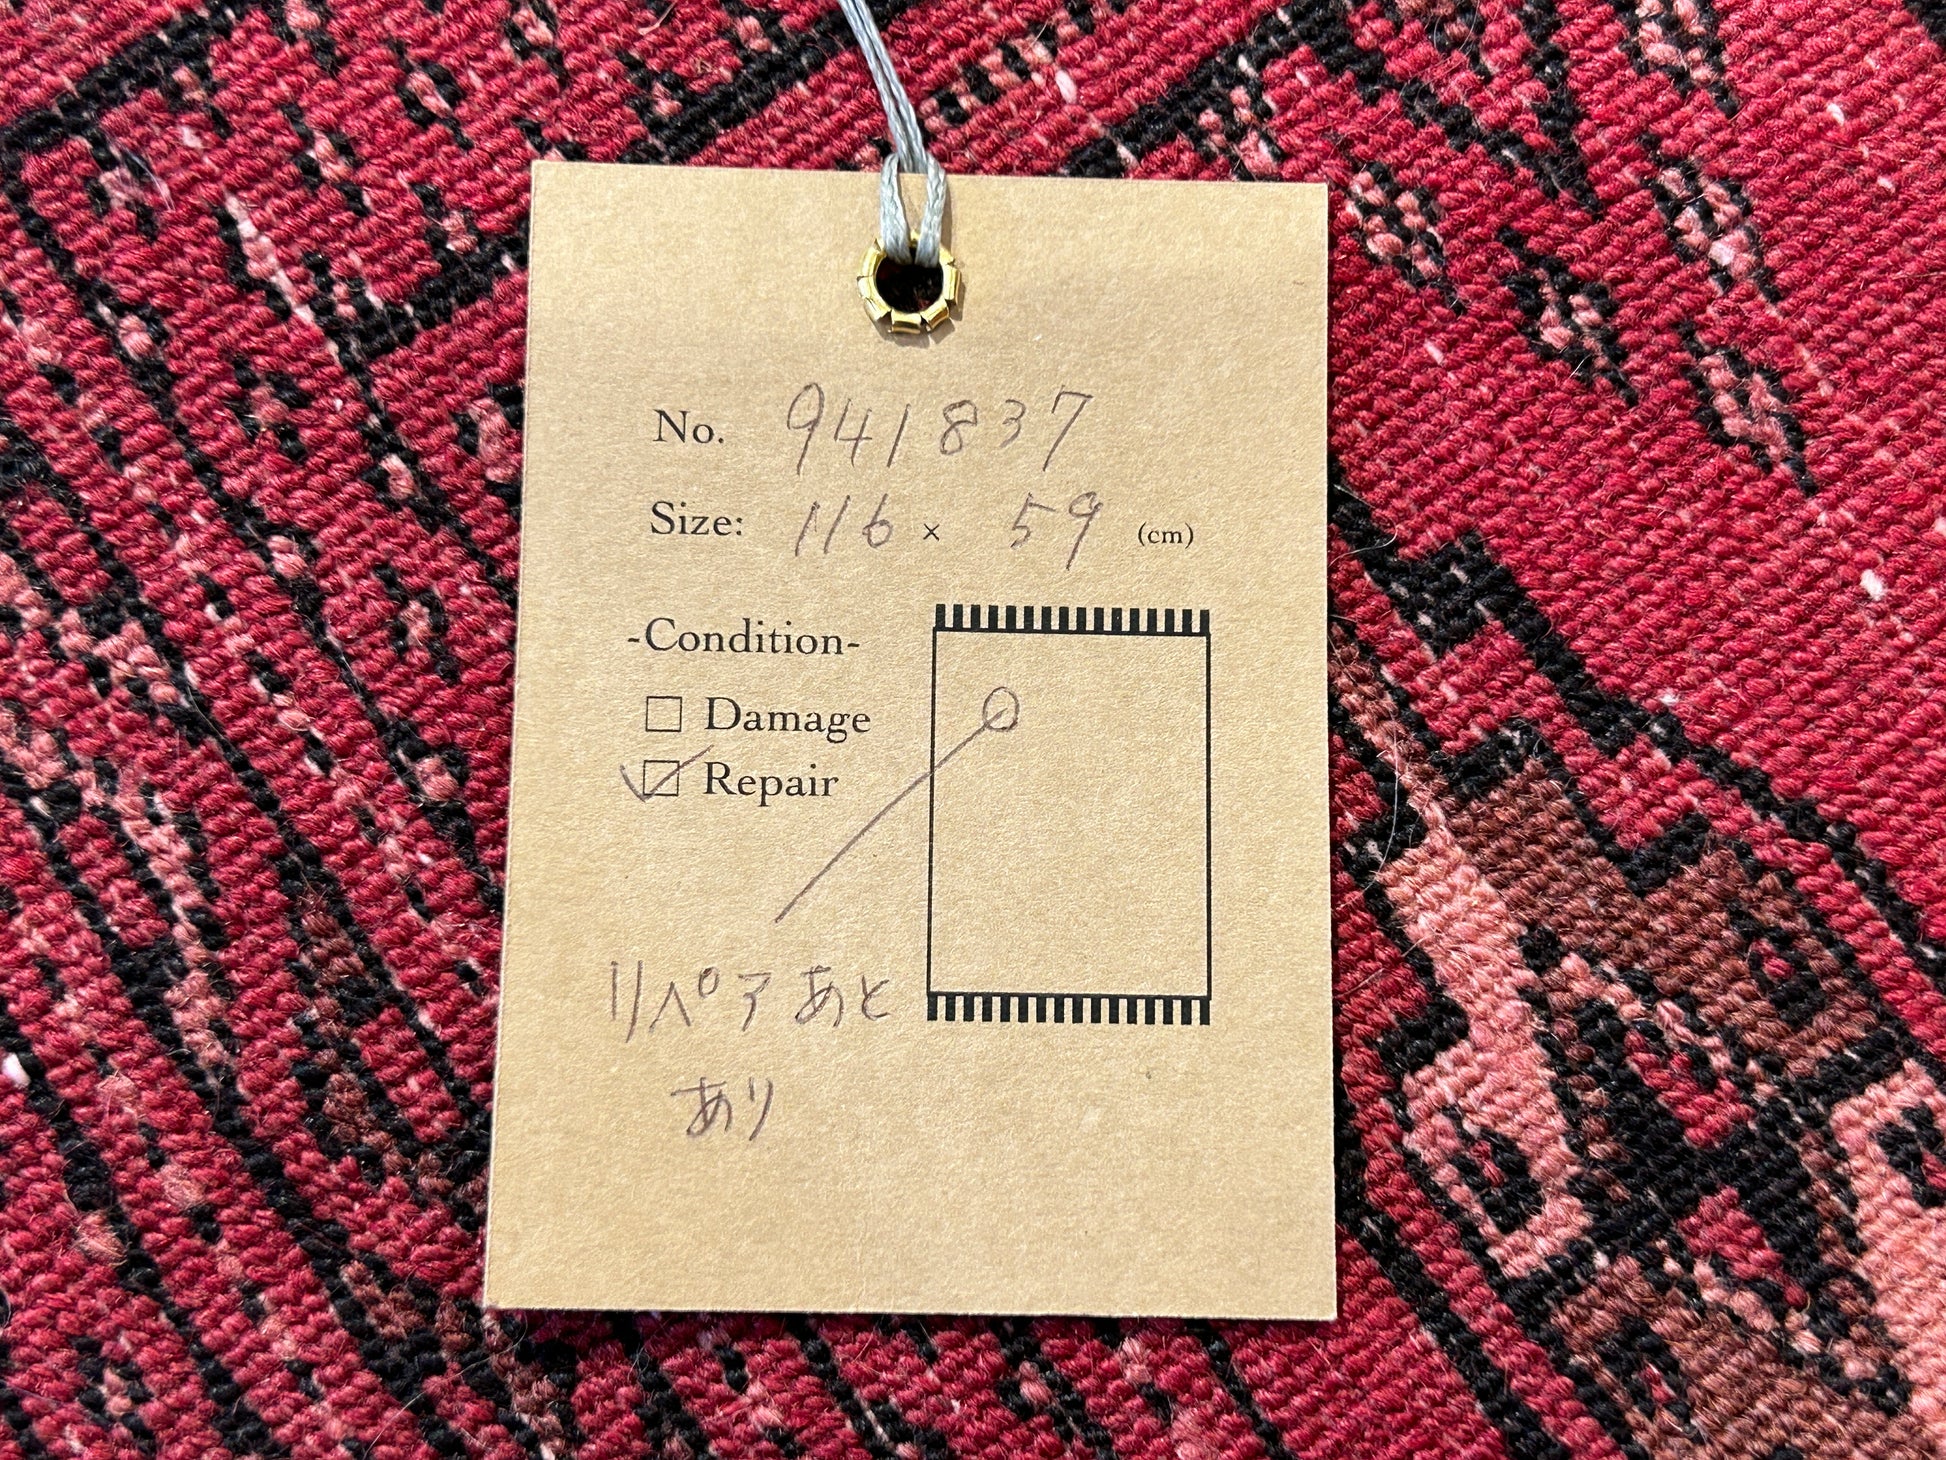 No. 941837
Size: 116 × 59 (cm)
-Condition-
☐ Damage
☑ Repair
リペアあと
あり